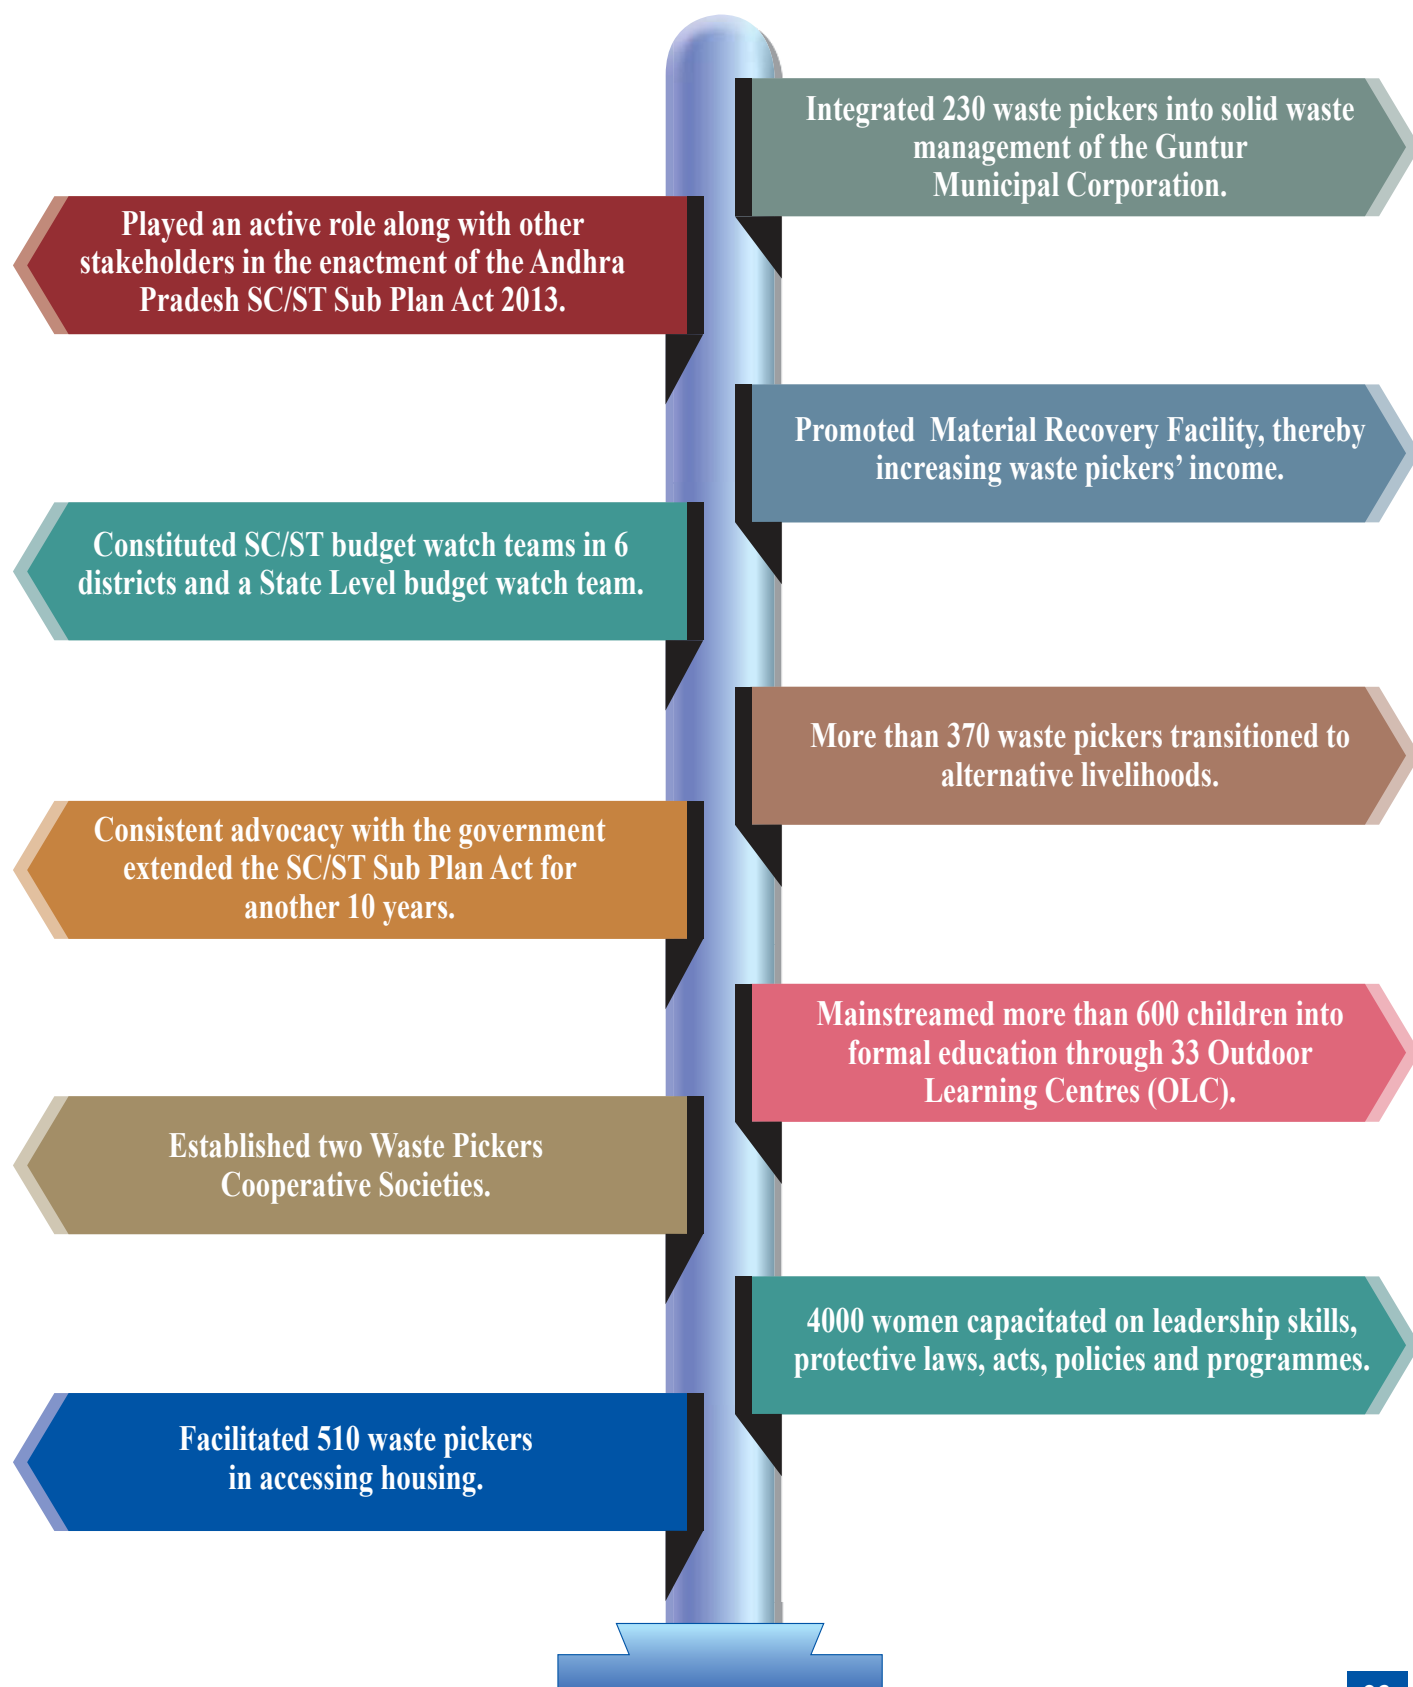 Integrated 230 waste pickers into solid waste
management of the Guntur
Municipal Corporation.
Played an active role along with other
stakeholders in the enactment of the Andhra
Pradesh SC/ST Sub Plan Act 2013.
Promoted Material Recovery Facility, thereby
increasing waste pickers’ income.
Constituted SC/ST budget watch teams in 6
districts and a State Level budget watch team.
More than 370 waste pickers transitioned to
alternative livelihoods.
Consistent advocacy with the government
extended the SC/ST Sub Plan Act for
another 10 years.
Mainstreamed more than 600 children into
formal education through 33 Outdoor
Learning Centres (OLC).
Established two Waste Pickers
Cooperative Societies.
4000 women capacitated on leadership skills,
protective laws, acts, policies and programmes.
Facilitated 510 waste pickers
in accessing housing.